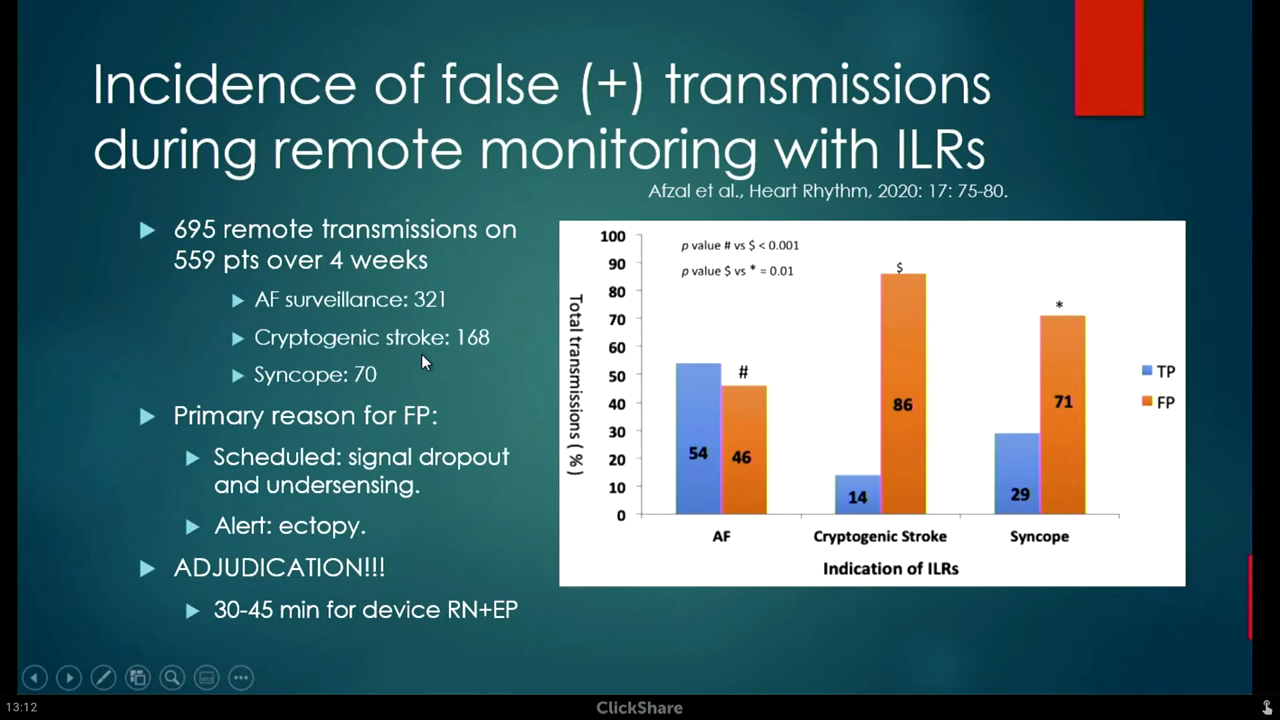 Incidence of false (+) transmissions
during remote monitoring with ILRs
Afzal et al., Heart Rhythm, 2020: 17: 75-80.
695 remote transmissions on
559 pts over 4 weeks
AF surveillance: 321
Cryptogenic stroke: 168
Syncope: 70
Primary reason for FP:
Scheduled: signal dropout
and undersensing.
Alert: ectopy.
ADJUDICATION!!!
30-45 min for device RN+EP
p value # vs $ < 0.001
p value $ vs * = 0.01
Total transmissions (%)
100
90
80
70
60
50
40
30
20
10
0
54
#
46
14
$
86
29
*
71
AF
Cryptogenic Stroke
Syncope
Indication of ILRs
TP
FP
13:12
ClickShare